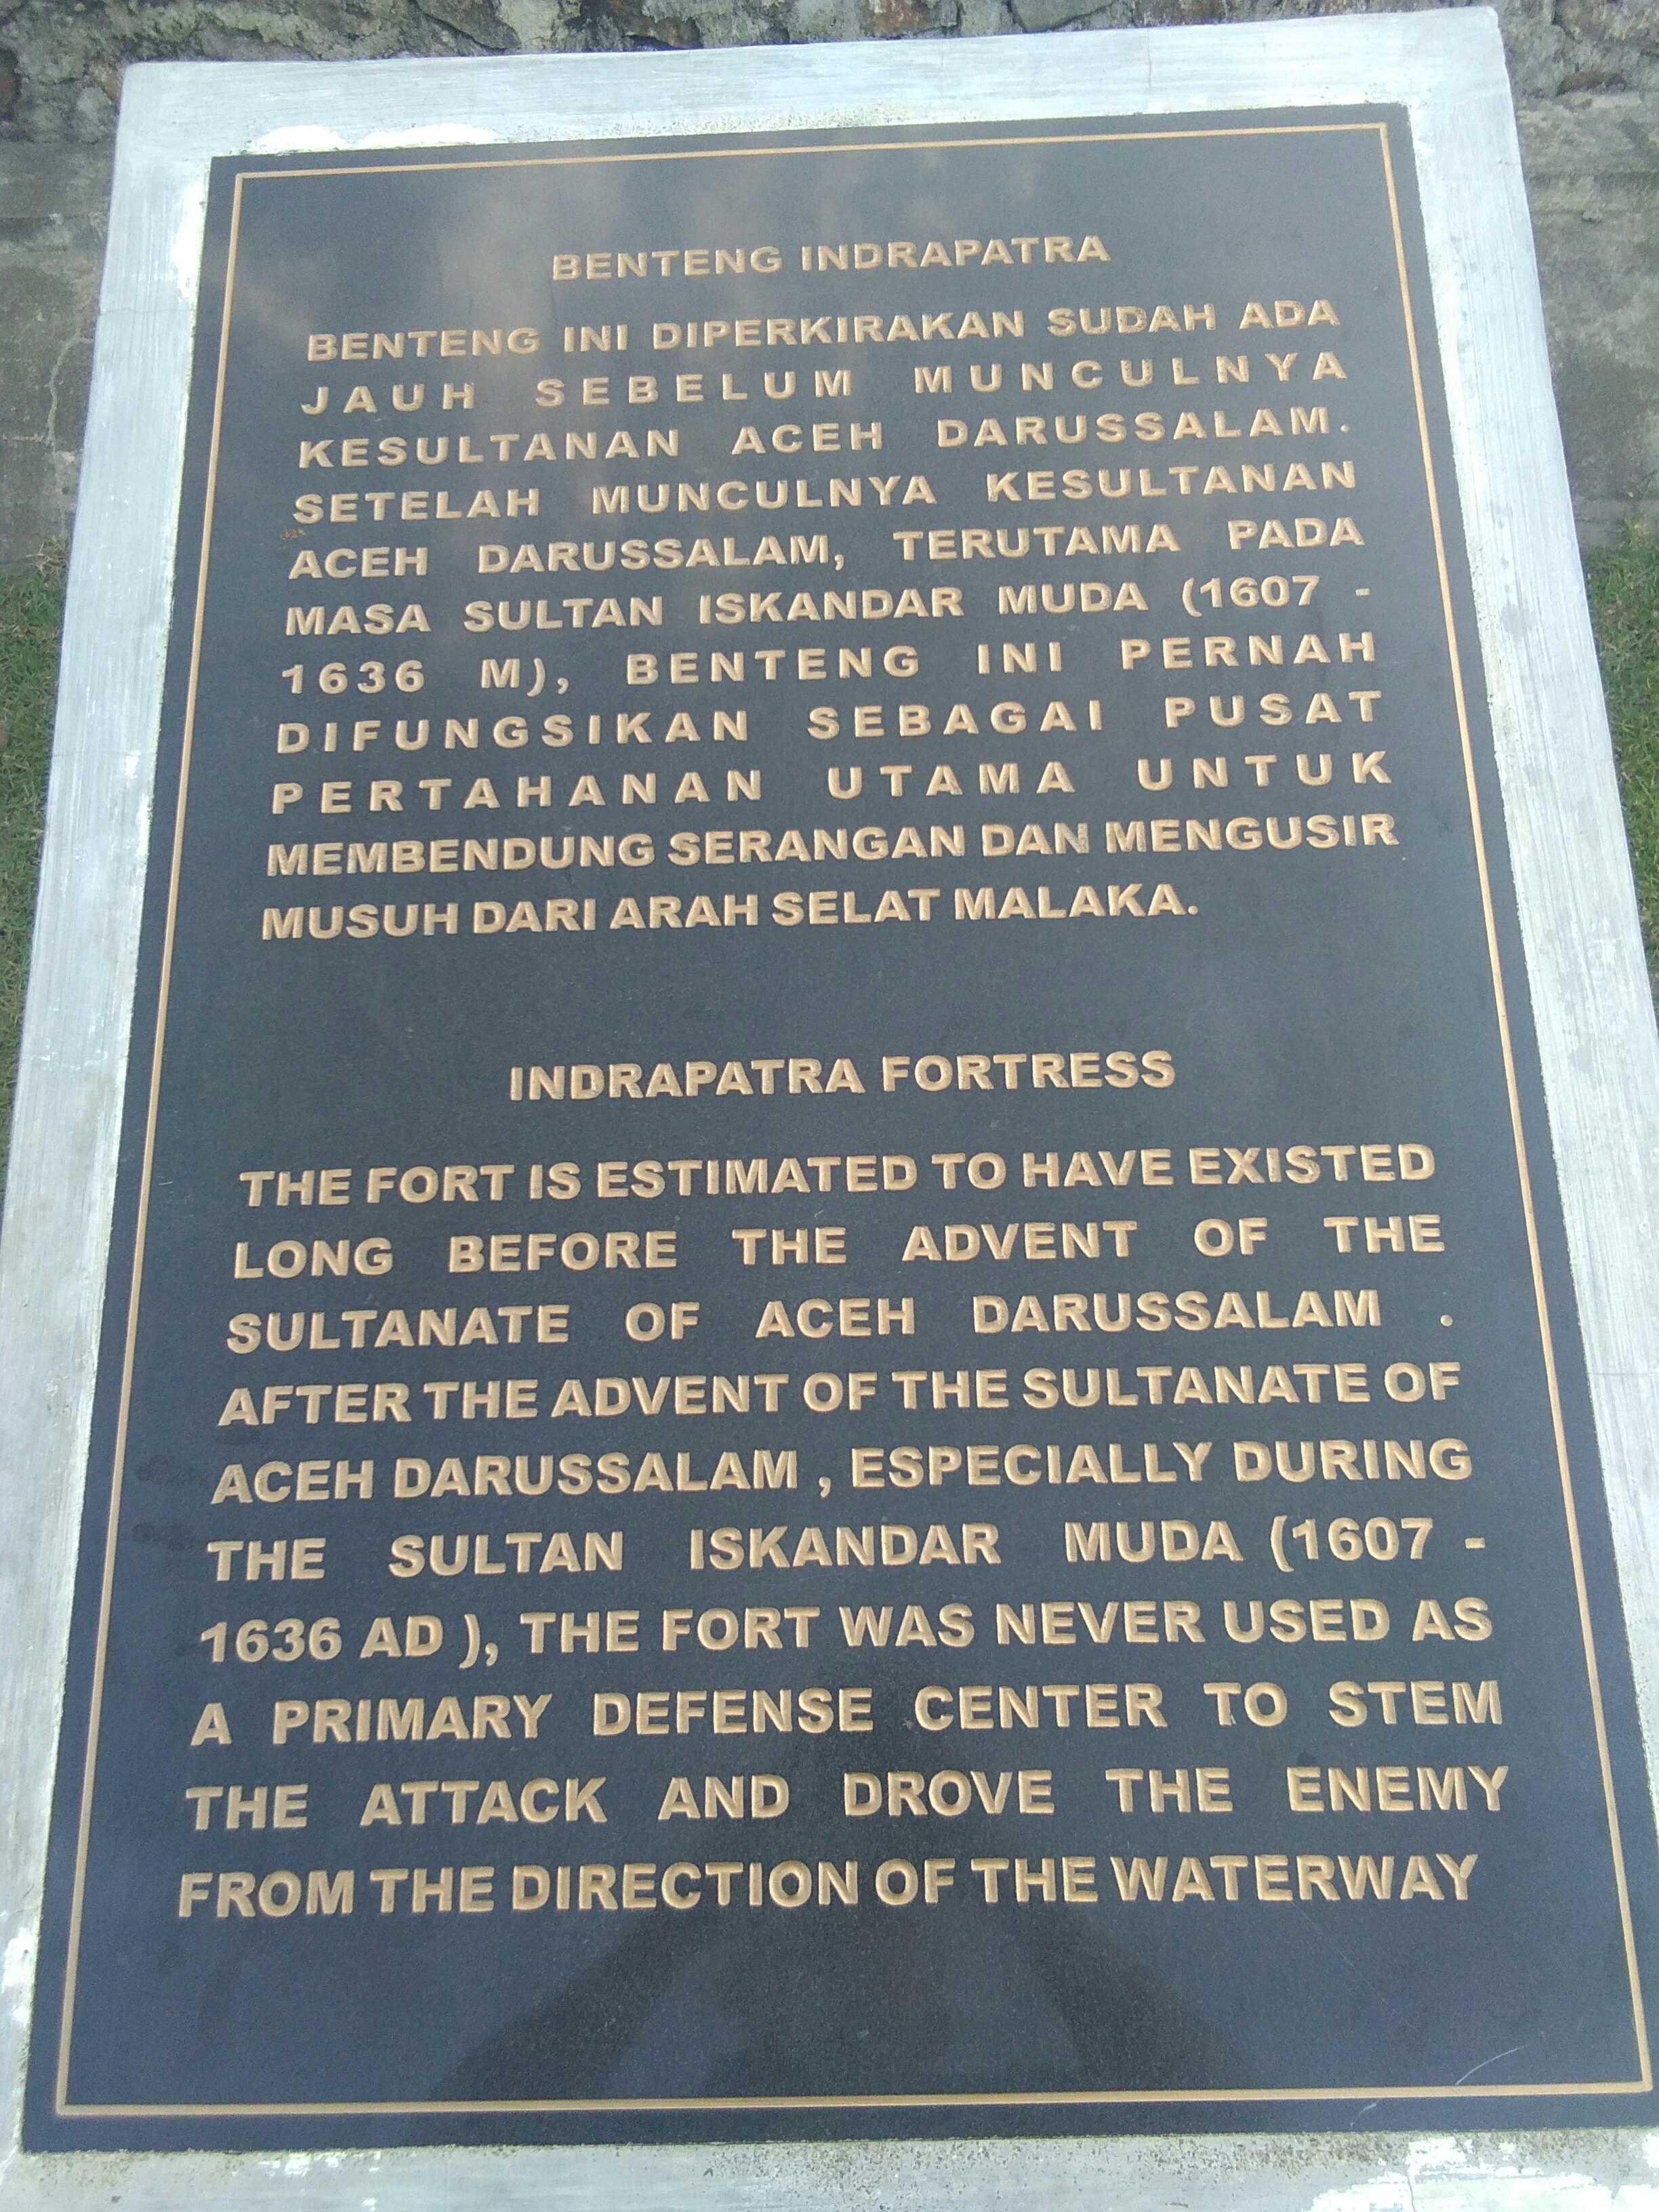 BENTENG INDRAPATRA
BENTENG INI DIPERKIRAKAN SUDAH ADA
JAUH SEBELUM MUNCULNYA
KESULTANAN ACEH DARUSSALAM.
SETELAH MUNCULNYA KESULTANAN
ACEH DARUSSALAM, TERUTAMA PADA
MASA SULTAN ISKANDAR MUDA (1607 -
1636 M), BENTENG INI PERNAH
DIFUNGSIKAN SEBAGAI PUSAT
PERTAHANAN UTAMA UNTUK
MEMBENDUNG SERANGAN DAN MENGUSIR
MUSUH DARI ARAH SELAT MALAKA.
INDRAPATRA FORTRESS
THE FORT IS ESTIMATED TO HAVE EXISTED
LONG BEFORE THE ADVENT OF THE
SULTANATE OF ACEH DARUSSALAM .
AFTER THE ADVENT OF THE SULTANATE OF
ACEH DARUSSALAM , ESPECIALLY DURING
THE SULTAN ISKANDAR MUDA (1607 -
1636 AD ), THE FORT WAS NEVER USED AS
A PRIMARY DEFENSE CENTER TO STEM
THE ATTACK AND DROVE THE ENEMY
FROM THE DIRECTION OF THE WATERWAY